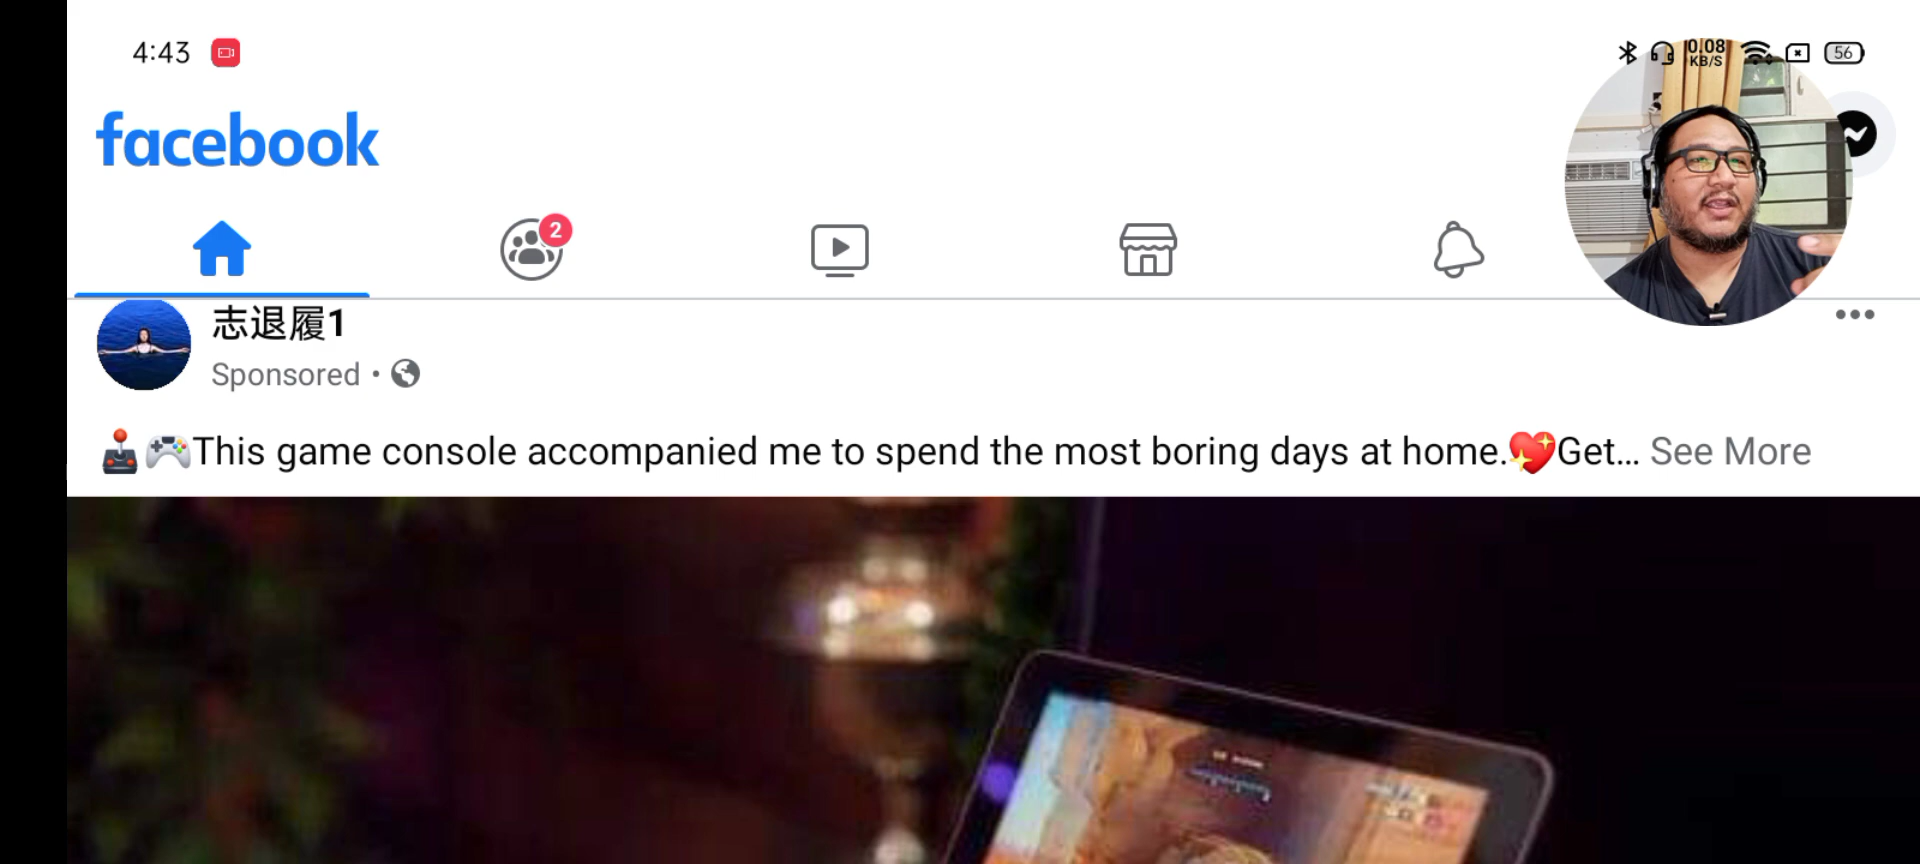 4:43
0.08
KB/S
56
facebook
2
志退履1
Sponsored •
🕹️🎮This game console accompanied me to spend the most boring days at home.💖Get... See More